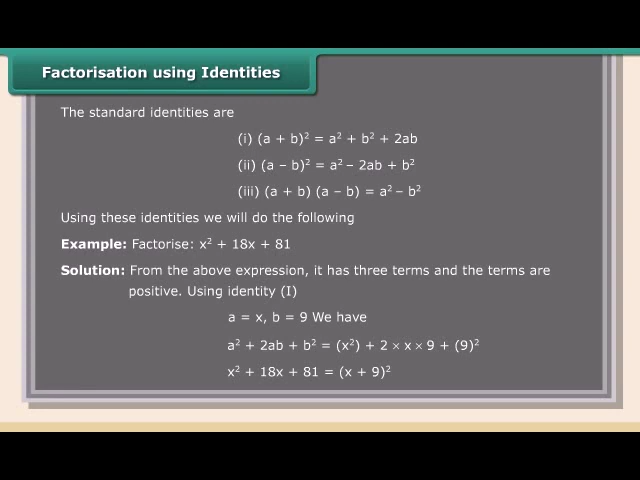 Factorisation using Identities
The standard identities are
(i) (a + b)² = a² + b² + 2ab
(ii) (a – b)² = a² – 2ab + b²
(iii) (a + b) (a – b) = a² – b²
Using these identities we will do the following
Example: Factorise: x² + 18x + 81
Solution: From the above expression, it has three terms and the terms are
positive. Using identity (I)
a = x, b = 9 We have
a² + 2ab + b² = (x²) + 2 × x × 9 + (9)²
x² + 18x + 81 = (x + 9)²